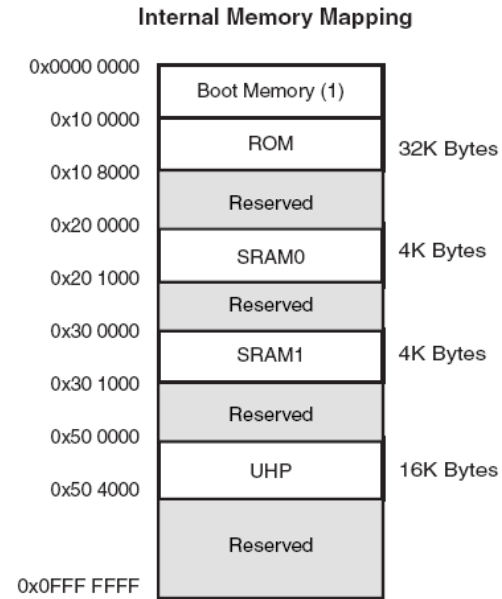 Internal Memory Mapping
0x0000 0000
Boot Memory (1)
0x10 0000
ROM
32K Bytes
0x10 8000
Reserved
0x20 0000
SRAM0
4K Bytes
0x20 1000
Reserved
0x30 0000
SRAM1
4K Bytes
0x30 1000
Reserved
0x50 0000
UHP
16K Bytes
0x50 4000
Reserved
0x0FFF FFFF